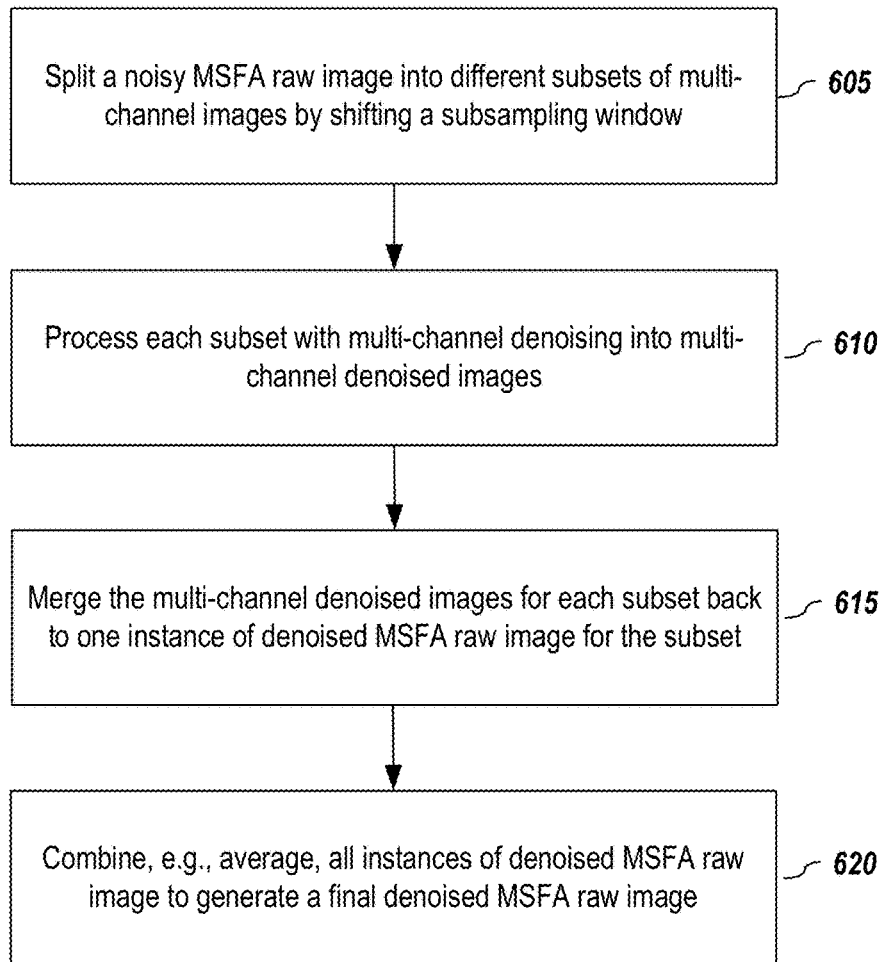 Split a noisy MSFA raw image into different subsets of multi-
channel images by shifting a subsampling window
605
Process each subset with multi-channel denoising into multi-
channel denoised images
610
Merge the multi-channel denoised images for each subset back
to one instance of denoised MSFA raw image for the subset
615
Combine, e.g., average, all instances of denoised MSFA raw
image to generate a final denoised MSFA raw image
620